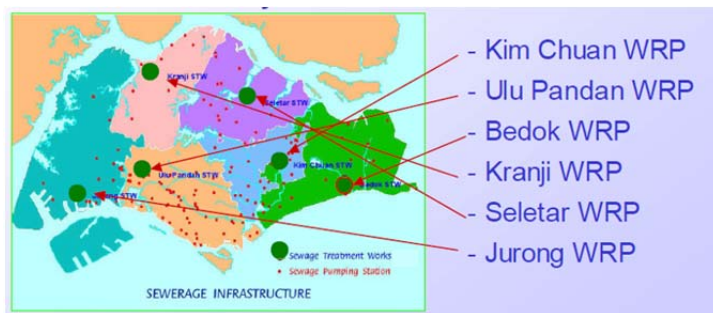 - Kim Chuan WRP
- Ulu Pandan WRP
- Bedok WRP
- Kranji WRP
- Seletar WRP
- Jurong WRP
Kranji STW
Seletar STW
Kim Chuan STW
Ulu Pandan STW
Bedok STW
STW
Sewage Treatment Works
Sewage Pumping Station
SEWERAGE INFRASTRUCTURE